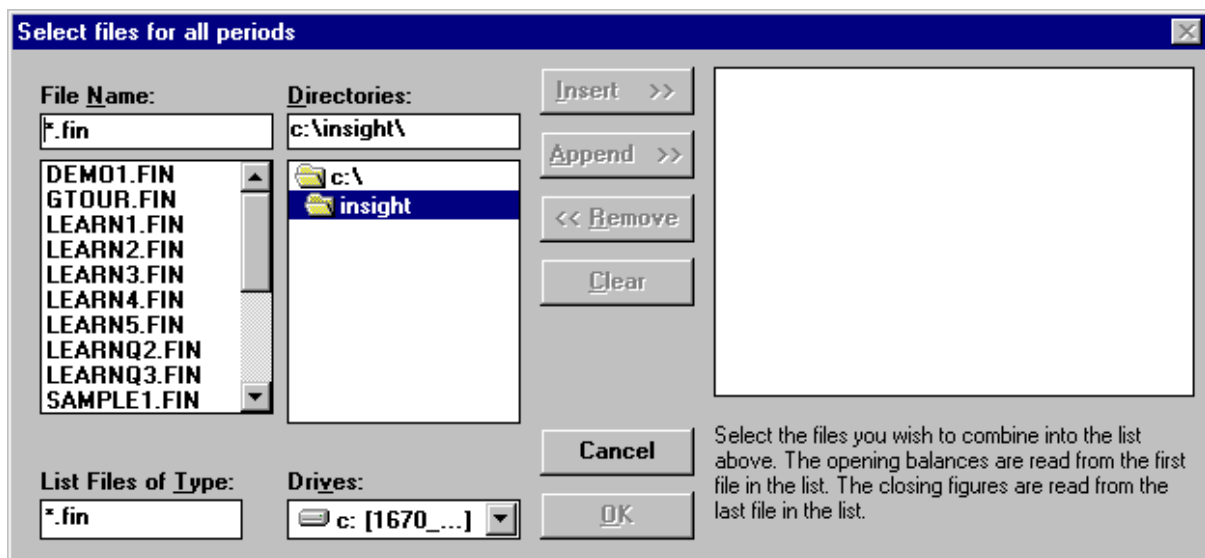 Select files for all periods
File Name:
*.fin
DEMO1.FIN
GTOUR.FIN
LEARN1.FIN
LEARN2.FIN
LEARN3.FIN
LEARN4.FIN
LEARN5.FIN
LEARNQ2.FIN
LEARNQ3.FIN
SAMPLE1.FIN
List Files of Type:
*.fin
Directories:
c:\insight\
c:\
insight
Drives:
c: [1670_...]
Insert >>
Append >>
<< Remove
Clear
Cancel
OK
Select the files you wish to combine into the list
above. The opening balances are read from the first
file in the list. The closing figures are read from the
last file in the list.